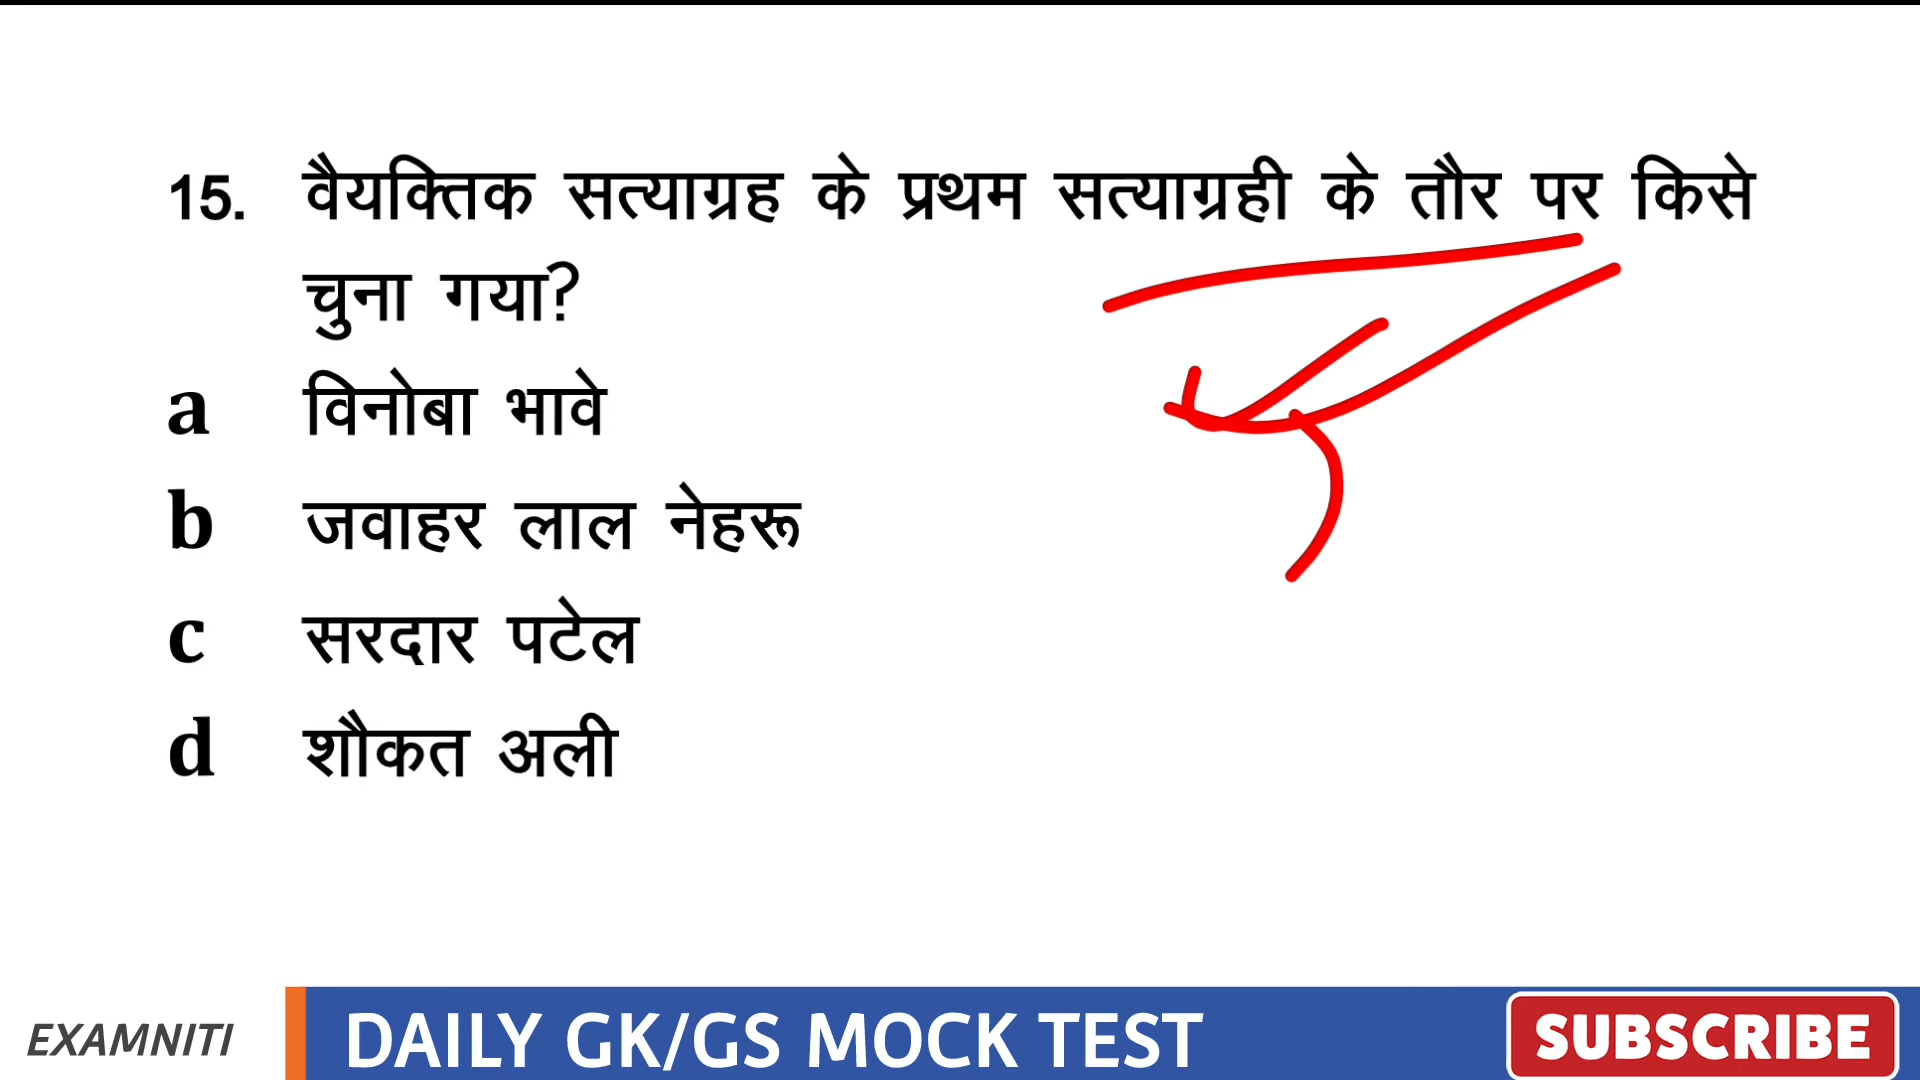 15. वैयक्तिक सत्याग्रह के प्रथम सत्याग्रही के तौर पर किसे
चुना गया?
a विनोबा भावे
b जवाहर लाल नेहरू
c सरदार पटेल
d शौकत अली
EXAMNITI DAILY GK/GS MOCK TEST SUBSCRIBE